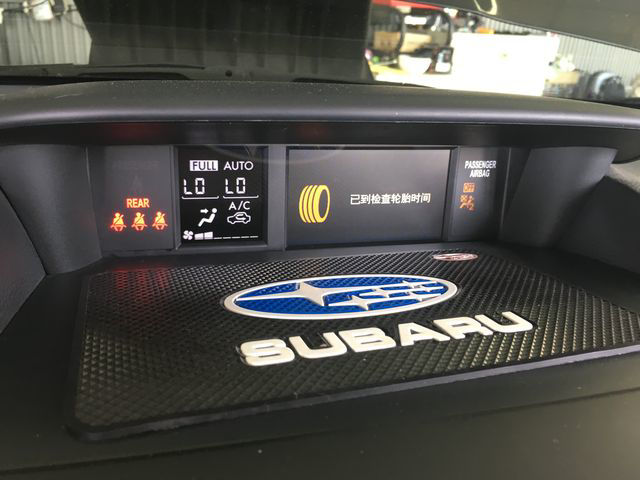 FULL AUTO
LO LO
A/C
REAR
已到检查轮胎时间
PASSENGER
AIRBAG
OFF
SUBARU